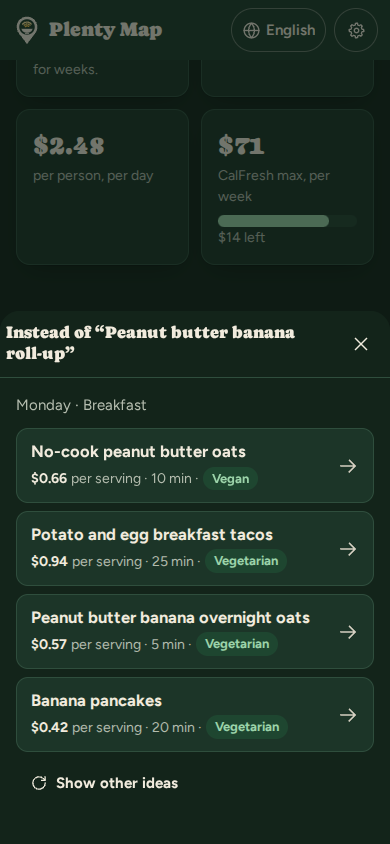 Plenty Map
English
for weeks.
$2.48
per person, per day
$71
CalFresh max, per
week
$14 left
Instead of “Peanut butter banana
roll-up”
Monday · Breakfast
No-cook peanut butter oats
$0.66 per serving · 10 min · Vegan
Potato and egg breakfast tacos
$0.94 per serving · 25 min · Vegetarian
Peanut butter banana overnight oats
$0.57 per serving · 5 min · Vegetarian
Banana pancakes
$0.42 per serving · 20 min · Vegetarian
Show other ideas